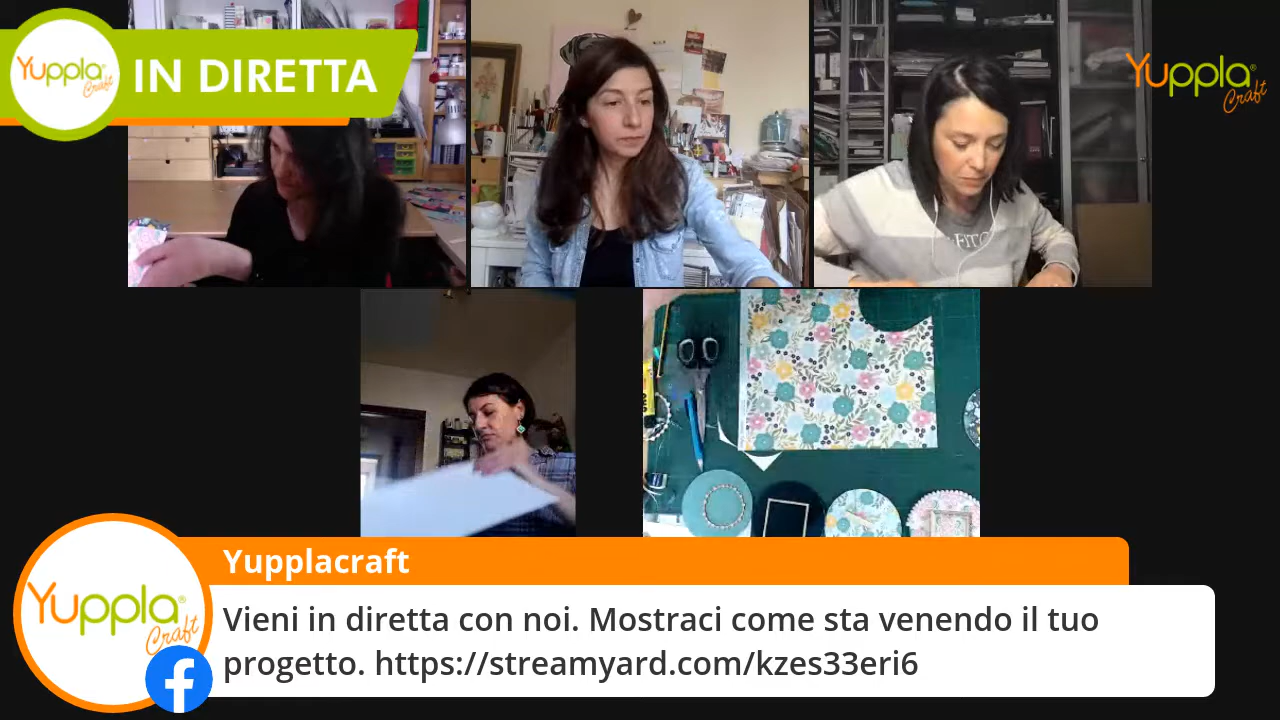 Yuppla® Craft
IN DIRETTA
Yuppla® Craft
Yupplacraft
Vieni in diretta con noi. Mostraci come sta venendo il tuo
progetto. https://streamyard.com/kzes33eri6
Yuppla® Craft